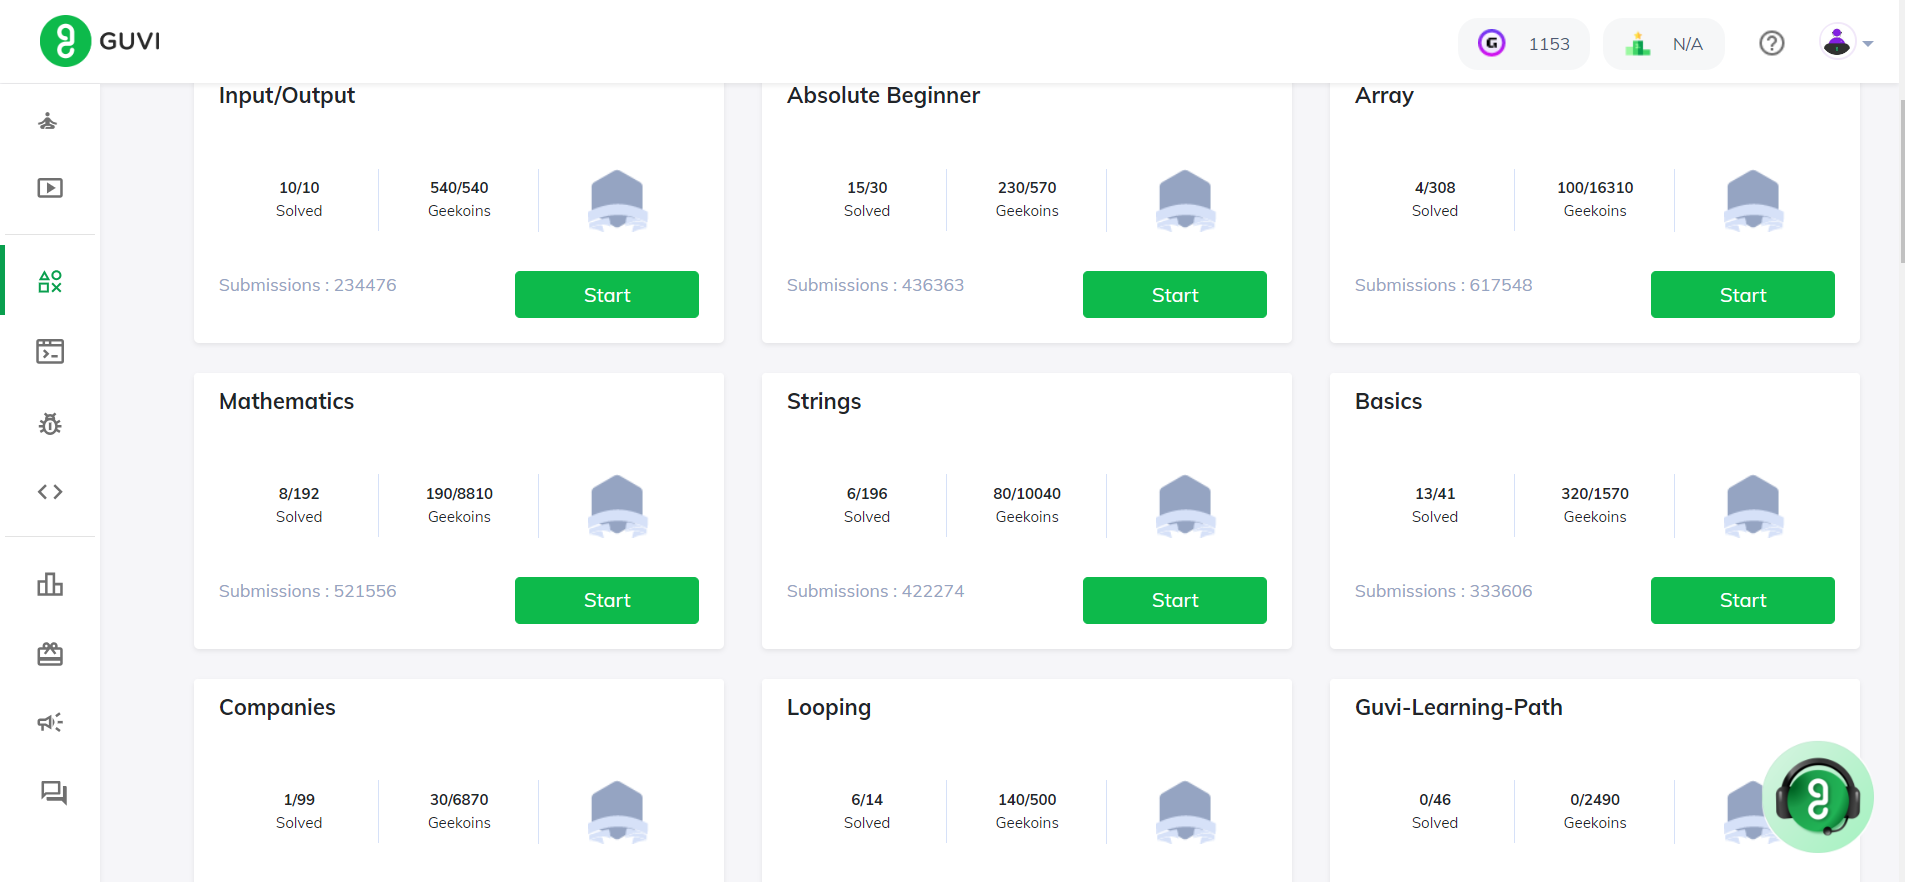 GUVI
1153
N/A
Input/Output
Absolute Beginner
Array
10/10
Solved
540/540
Geekoins
15/30
Solved
230/570
Geekoins
4/308
Solved
100/16310
Geekoins
Submissions : 234476
Start
Submissions : 436363
Start
Submissions : 617548
Start
Mathematics
Strings
Basics
8/192
Solved
190/8810
Geekoins
6/196
Solved
80/10040
Geekoins
13/41
Solved
320/1570
Geekoins
Submissions : 521556
Start
Submissions : 422274
Start
Submissions : 333606
Start
Companies
Looping
Guvi-Learning-Path
1/99
Solved
30/6870
Geekoins
6/14
Solved
140/500
Geekoins
0/46
Solved
0/2490
Geekoins